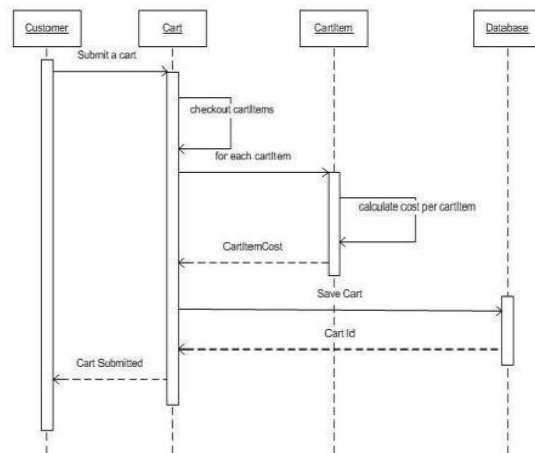 Customer
Cart
CartItem
Database
Submit a cart
checkout cartItems
for each cartItem
calculate cost per cartItem
CartItemCost
Save Cart
Cart Id
Cart Submitted